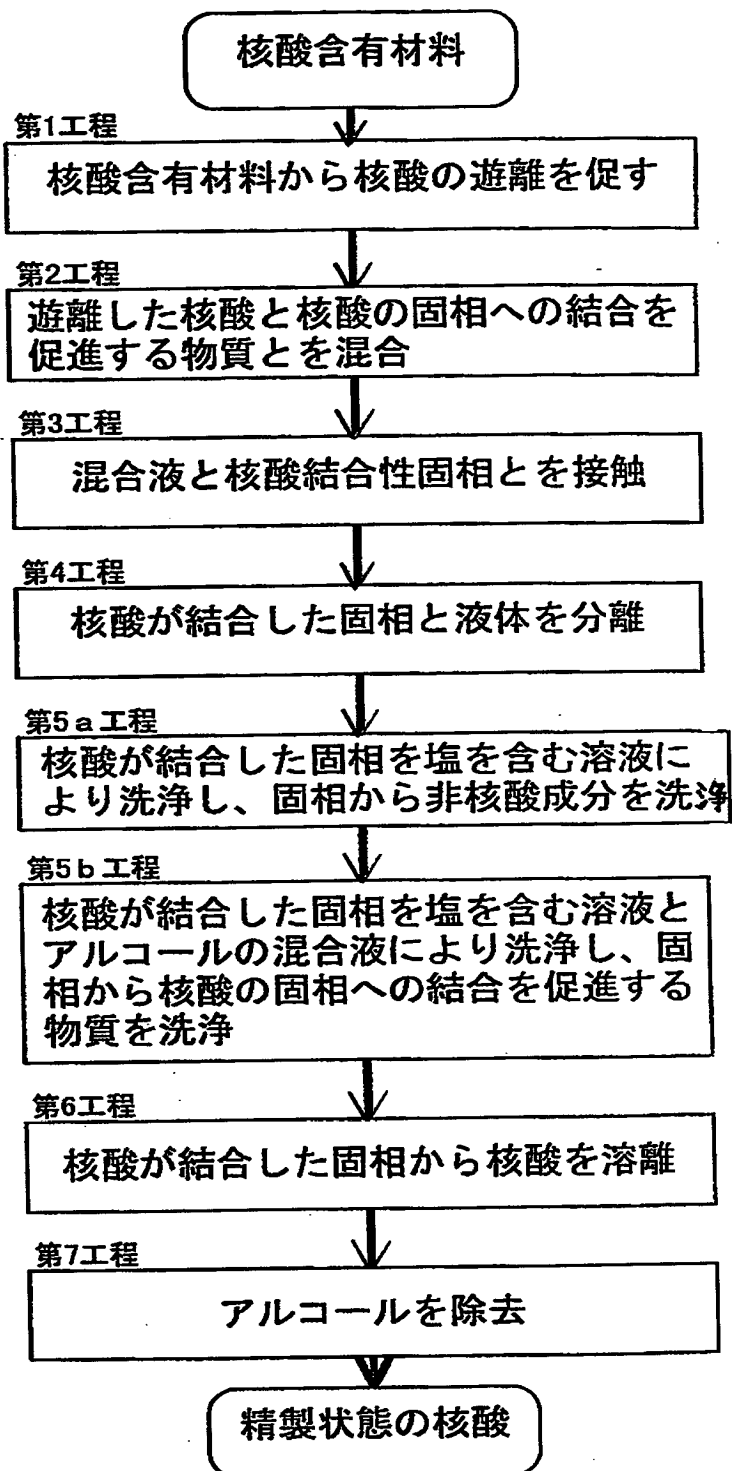 核酸含有材料
第1工程
核酸含有材料から核酸の遊離を促す
第2工程
遊離した核酸と核酸の固相への結合を
促進する物質とを混合
第3工程
混合液と核酸結合性固相とを接触
第4工程
核酸が結合した固相と液体を分離
第5a工程
核酸が結合した固相を塩を含む溶液に
より洗浄し、固相から非核酸成分を洗浄
第5b工程
核酸が結合した固相を塩を含む溶液と
アルコールの混合液により洗浄し、固
相から核酸の固相への結合を促進する
物質を洗浄
第6工程
核酸が結合した固相から核酸を溶離
第7工程
アルコールを除去
精製状態の核酸